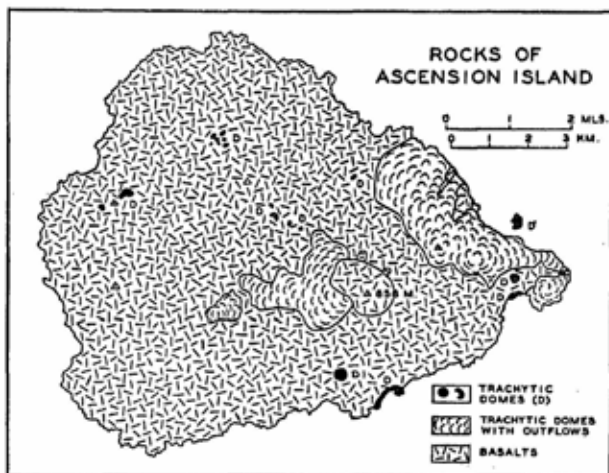 ROCKS OF
ASCENSION ISLAND
0 1 2 MLS.
0 1 2 3 KM.
D
D
D
D
858 M.
D
D
TRACHYTIC
DOMES (D)
TRACHYTIC DOMES
WITH OUTFLOWS
BASALTS